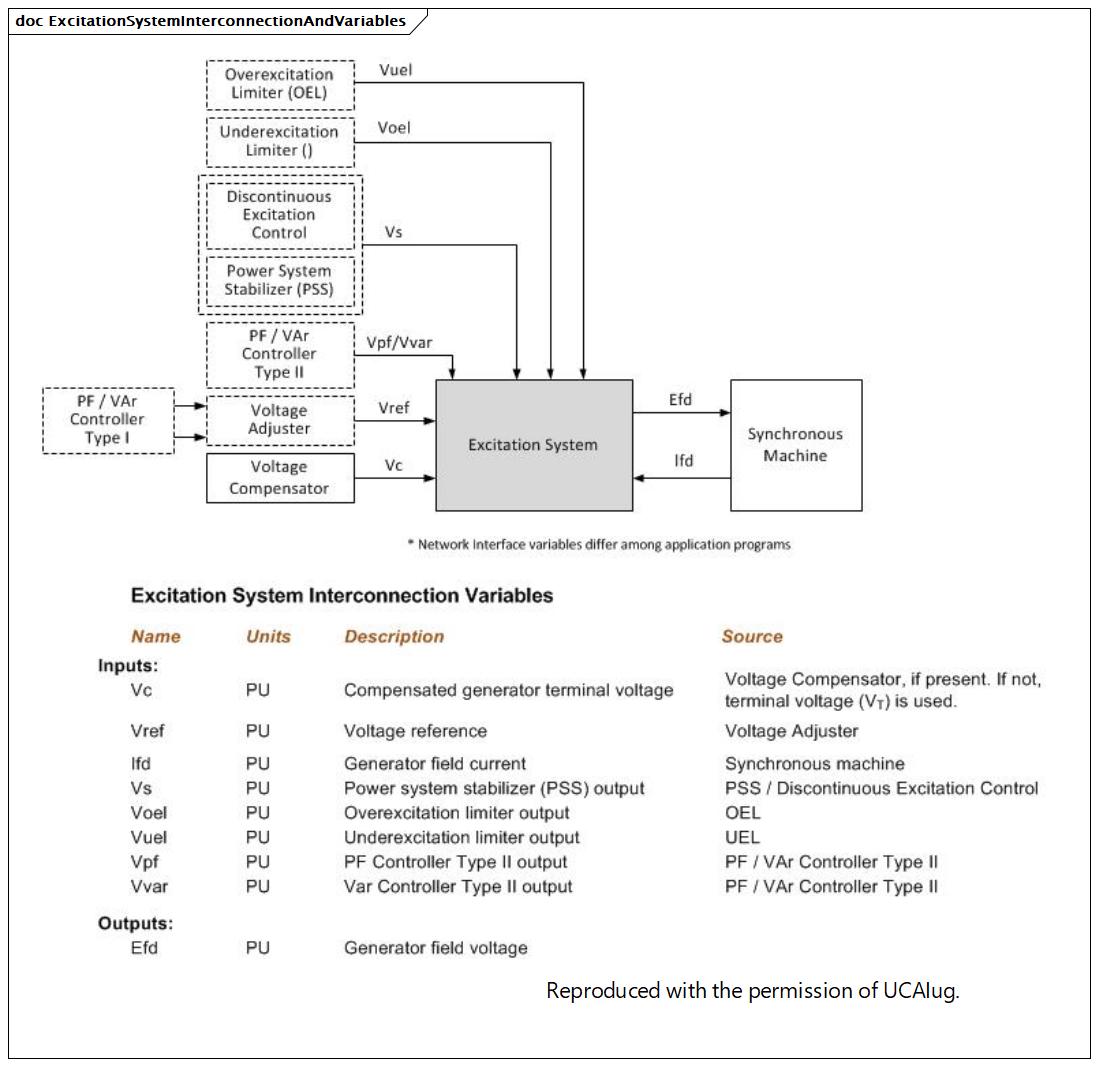 doc ExcitationSystemInterconnectionAndVariables
Overexcitation
Limiter (OEL)
Vuel
Underexcitation
Limiter ()
Voel
Discontinuous
Excitation
Control
Vs
Power System
Stabilizer (PSS)
PF / VAr
Controller
Type II
Vpf/Vvar
PF / VAr
Controller
Type I
Voltage
Adjuster
Vref
Voltage
Compensator
Vc
Excitation System
Efd
Ifd
Synchronous
Machine
* Network Interface variables differ among application programs
Excitation System Interconnection Variables
Name Units Description Source
Inputs:
Vc PU Compensated generator terminal voltage Voltage Compensator, if present. If not,
terminal voltage (VT) is used.
Vref PU Voltage reference Voltage Adjuster
Ifd PU Generator field current Synchronous machine
Vs PU Power system stabilizer (PSS) output PSS / Discontinuous Excitation Control
Voel PU Overexcitation limiter output OEL
Vuel PU Underexcitation limiter output UEL
Vpf PU PF Controller Type II output PF / VAr Controller Type II
Vvar PU Var Controller Type II output PF / VAr Controller Type II
Outputs:
Efd PU Generator field voltage
Reproduced with the permission of UCAIug.